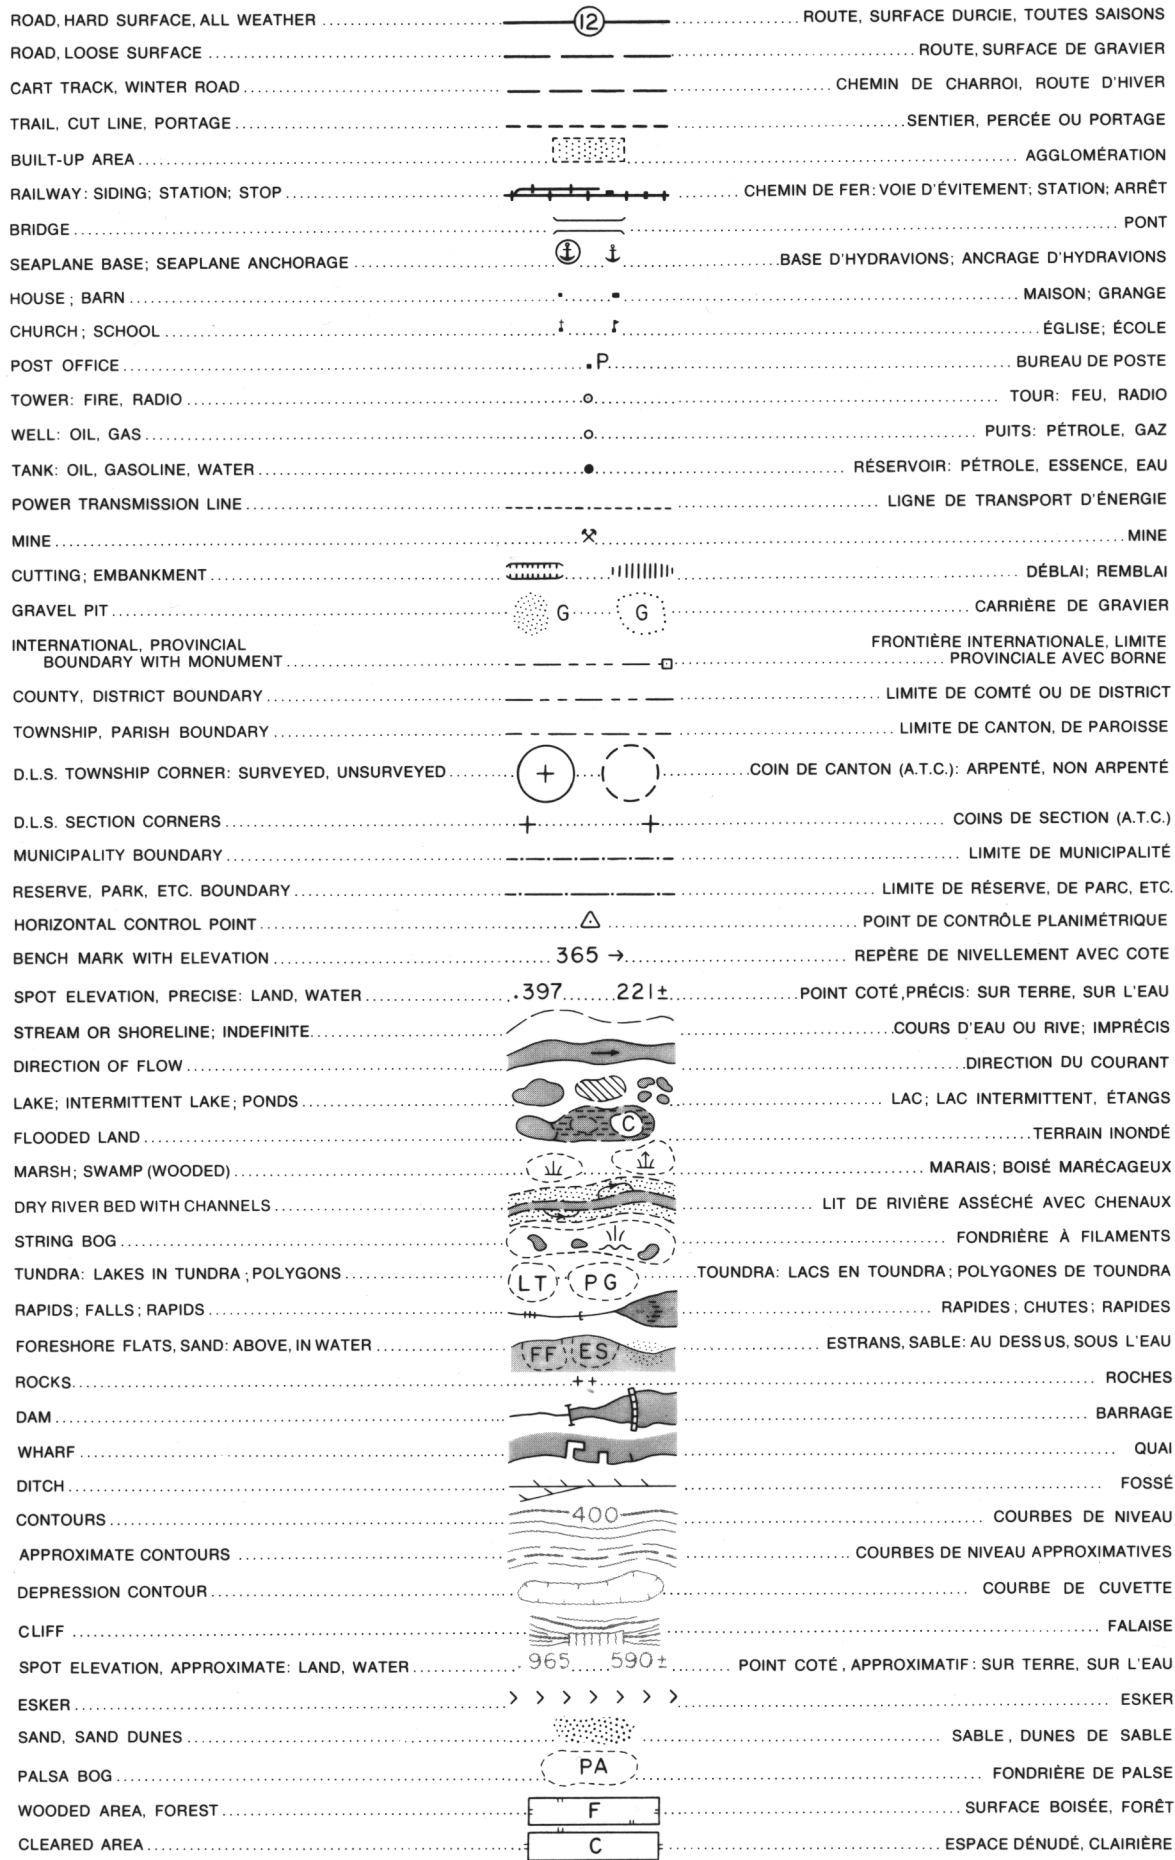 ROAD, HARD SURFACE, ALL WEATHER 12 ROUTE, SURFACE DURCIE, TOUTES SAISONS
ROAD, LOOSE SURFACE ROUTE, SURFACE DE GRAVIER
CART TRACK, WINTER ROAD CHEMIN DE CHARROI, ROUTE D'HIVER
TRAIL, CUT LINE, PORTAGE SENTIER, PERCÉE OU PORTAGE
BUILT-UP AREA AGGLOMÉRATION
RAILWAY: SIDING; STATION; STOP CHEMIN DE FER: VOIE D'ÉVITEMENT; STATION; ARRÊT
BRIDGE PONT
SEAPLANE BASE; SEAPLANE ANCHORAGE BASE D'HYDRAVIONS; ANCRAGE D'HYDRAVIONS
HOUSE; BARN MAISON; GRANGE
CHURCH; SCHOOL ÉGLISE; ÉCOLE
POST OFFICE P BUREAU DE POSTE
TOWER: FIRE, RADIO TOUR: FEU, RADIO
WELL: OIL, GAS PUITS: PÉTROLE, GAZ
TANK: OIL, GASOLINE, WATER RÉSERVOIR: PÉTROLE, ESSENCE, EAU
POWER TRANSMISSION LINE LIGNE DE TRANSPORT D'ÉNERGIE
MINE MINE
CUTTING; EMBANKMENT DÉBLAI; REMBLAI
GRAVEL PIT G G CARRIÈRE DE GRAVIER
INTERNATIONAL, PROVINCIAL FRONTIÈRE INTERNATIONALE, LIMITE
BOUNDARY WITH MONUMENT PROVINCIALE AVEC BORNE
COUNTY, DISTRICT BOUNDARY LIMITE DE COMTÉ OU DE DISTRICT
TOWNSHIP, PARISH BOUNDARY LIMITE DE CANTON, DE PAROISSE
D.L.S. TOWNSHIP CORNER: SURVEYED, UNSURVEYED COIN DE CANTON (A.T.C.): ARPENTÉ, NON ARPENTÉ
D.L.S. SECTION CORNERS COINS DE SECTION (A.T.C.)
MUNICIPALITY BOUNDARY LIMITE DE MUNICIPALITÉ
RESERVE, PARK, ETC. BOUNDARY LIMITE DE RÉSERVE, DE PARC, ETC.
HORIZONTAL CONTROL POINT POINT DE CONTRÔLE PLANIMÉTRIQUE
BENCH MARK WITH ELEVATION 365 → REPÈRE DE NIVELLEMENT AVEC COTE
SPOT ELEVATION, PRECISE: LAND, WATER .397 221± POINT COTÉ, PRÉCIS: SUR TERRE, SUR L'EAU
STREAM OR SHORELINE; INDEFINITE COURS D'EAU OU RIVE; IMPRÉCIS
DIRECTION OF FLOW DIRECTION DU COURANT
LAKE; INTERMITTENT LAKE; PONDS LAC; LAC INTERMITTENT, ÉTANGS
FLOODED LAND C TERRAIN INONDÉ
MARSH; SWAMP (WOODED) MARAIS; BOISÉ MARÉCAGEUX
DRY RIVER BED WITH CHANNELS LIT DE RIVIÈRE ASSÉCHÉ AVEC CHENAUX
STRING BOG FONDRIÈRE À FILAMENTS
TUNDRA: LAKES IN TUNDRA; POLYGONS LT PG TOUNDRA: LACS EN TOUNDRA; POLYGONES DE TOUNDRA
RAPIDS; FALLS; RAPIDS RAPIDES; CHUTES; RAPIDES
FORESHORE FLATS, SAND: ABOVE, IN WATER FF ES ESTRANS, SABLE: AU DESSUS, SOUS L'EAU
ROCKS ROCHES
DAM BARRAGE
WHARF QUAI
DITCH FOSSÉ
CONTOURS 400 COURBES DE NIVEAU
APPROXIMATE CONTOURS COURBES DE NIVEAU APPROXIMATIVES
DEPRESSION CONTOUR COURBE DE CUVETTE
CLIFF FALAISE
SPOT ELEVATION, APPROXIMATE: LAND, WATER .965 590± POINT COTÉ, APPROXIMATIF: SUR TERRE, SUR L'EAU
ESKER ESKER
SAND, SAND DUNES SABLE, DUNES DE SABLE
PALSA BOG PA FONDRIÈRE DE PALSE
WOODED AREA, FOREST F SURFACE BOISÉE, FORÊT
CLEARED AREA C ESPACE DÉNUDÉ, CLAIRIÈRE